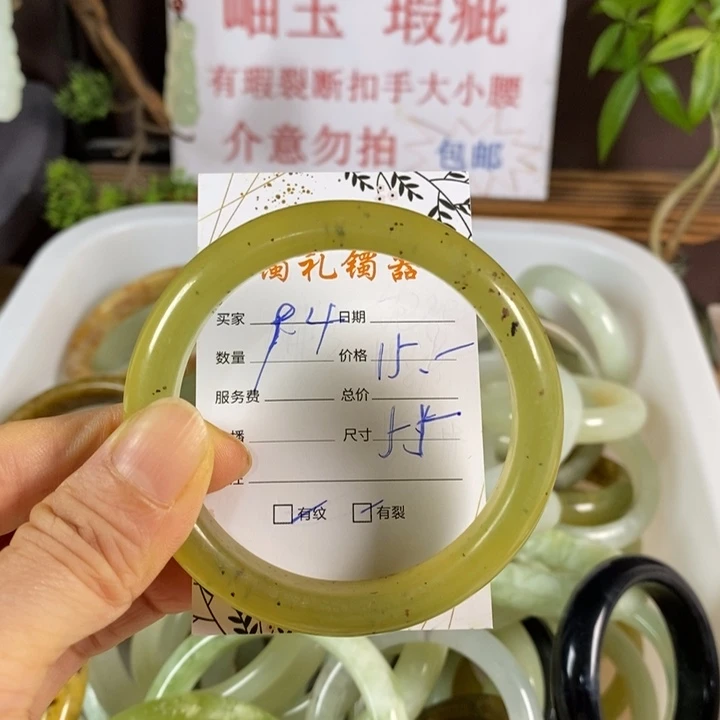 岫玉 瑕疵
有瑕裂断扣手大小腰
介意勿拍 包邮
礼镯器
买家 日期
数量 价格 15.-
服务费 总价
播 尺寸
有纹 有裂